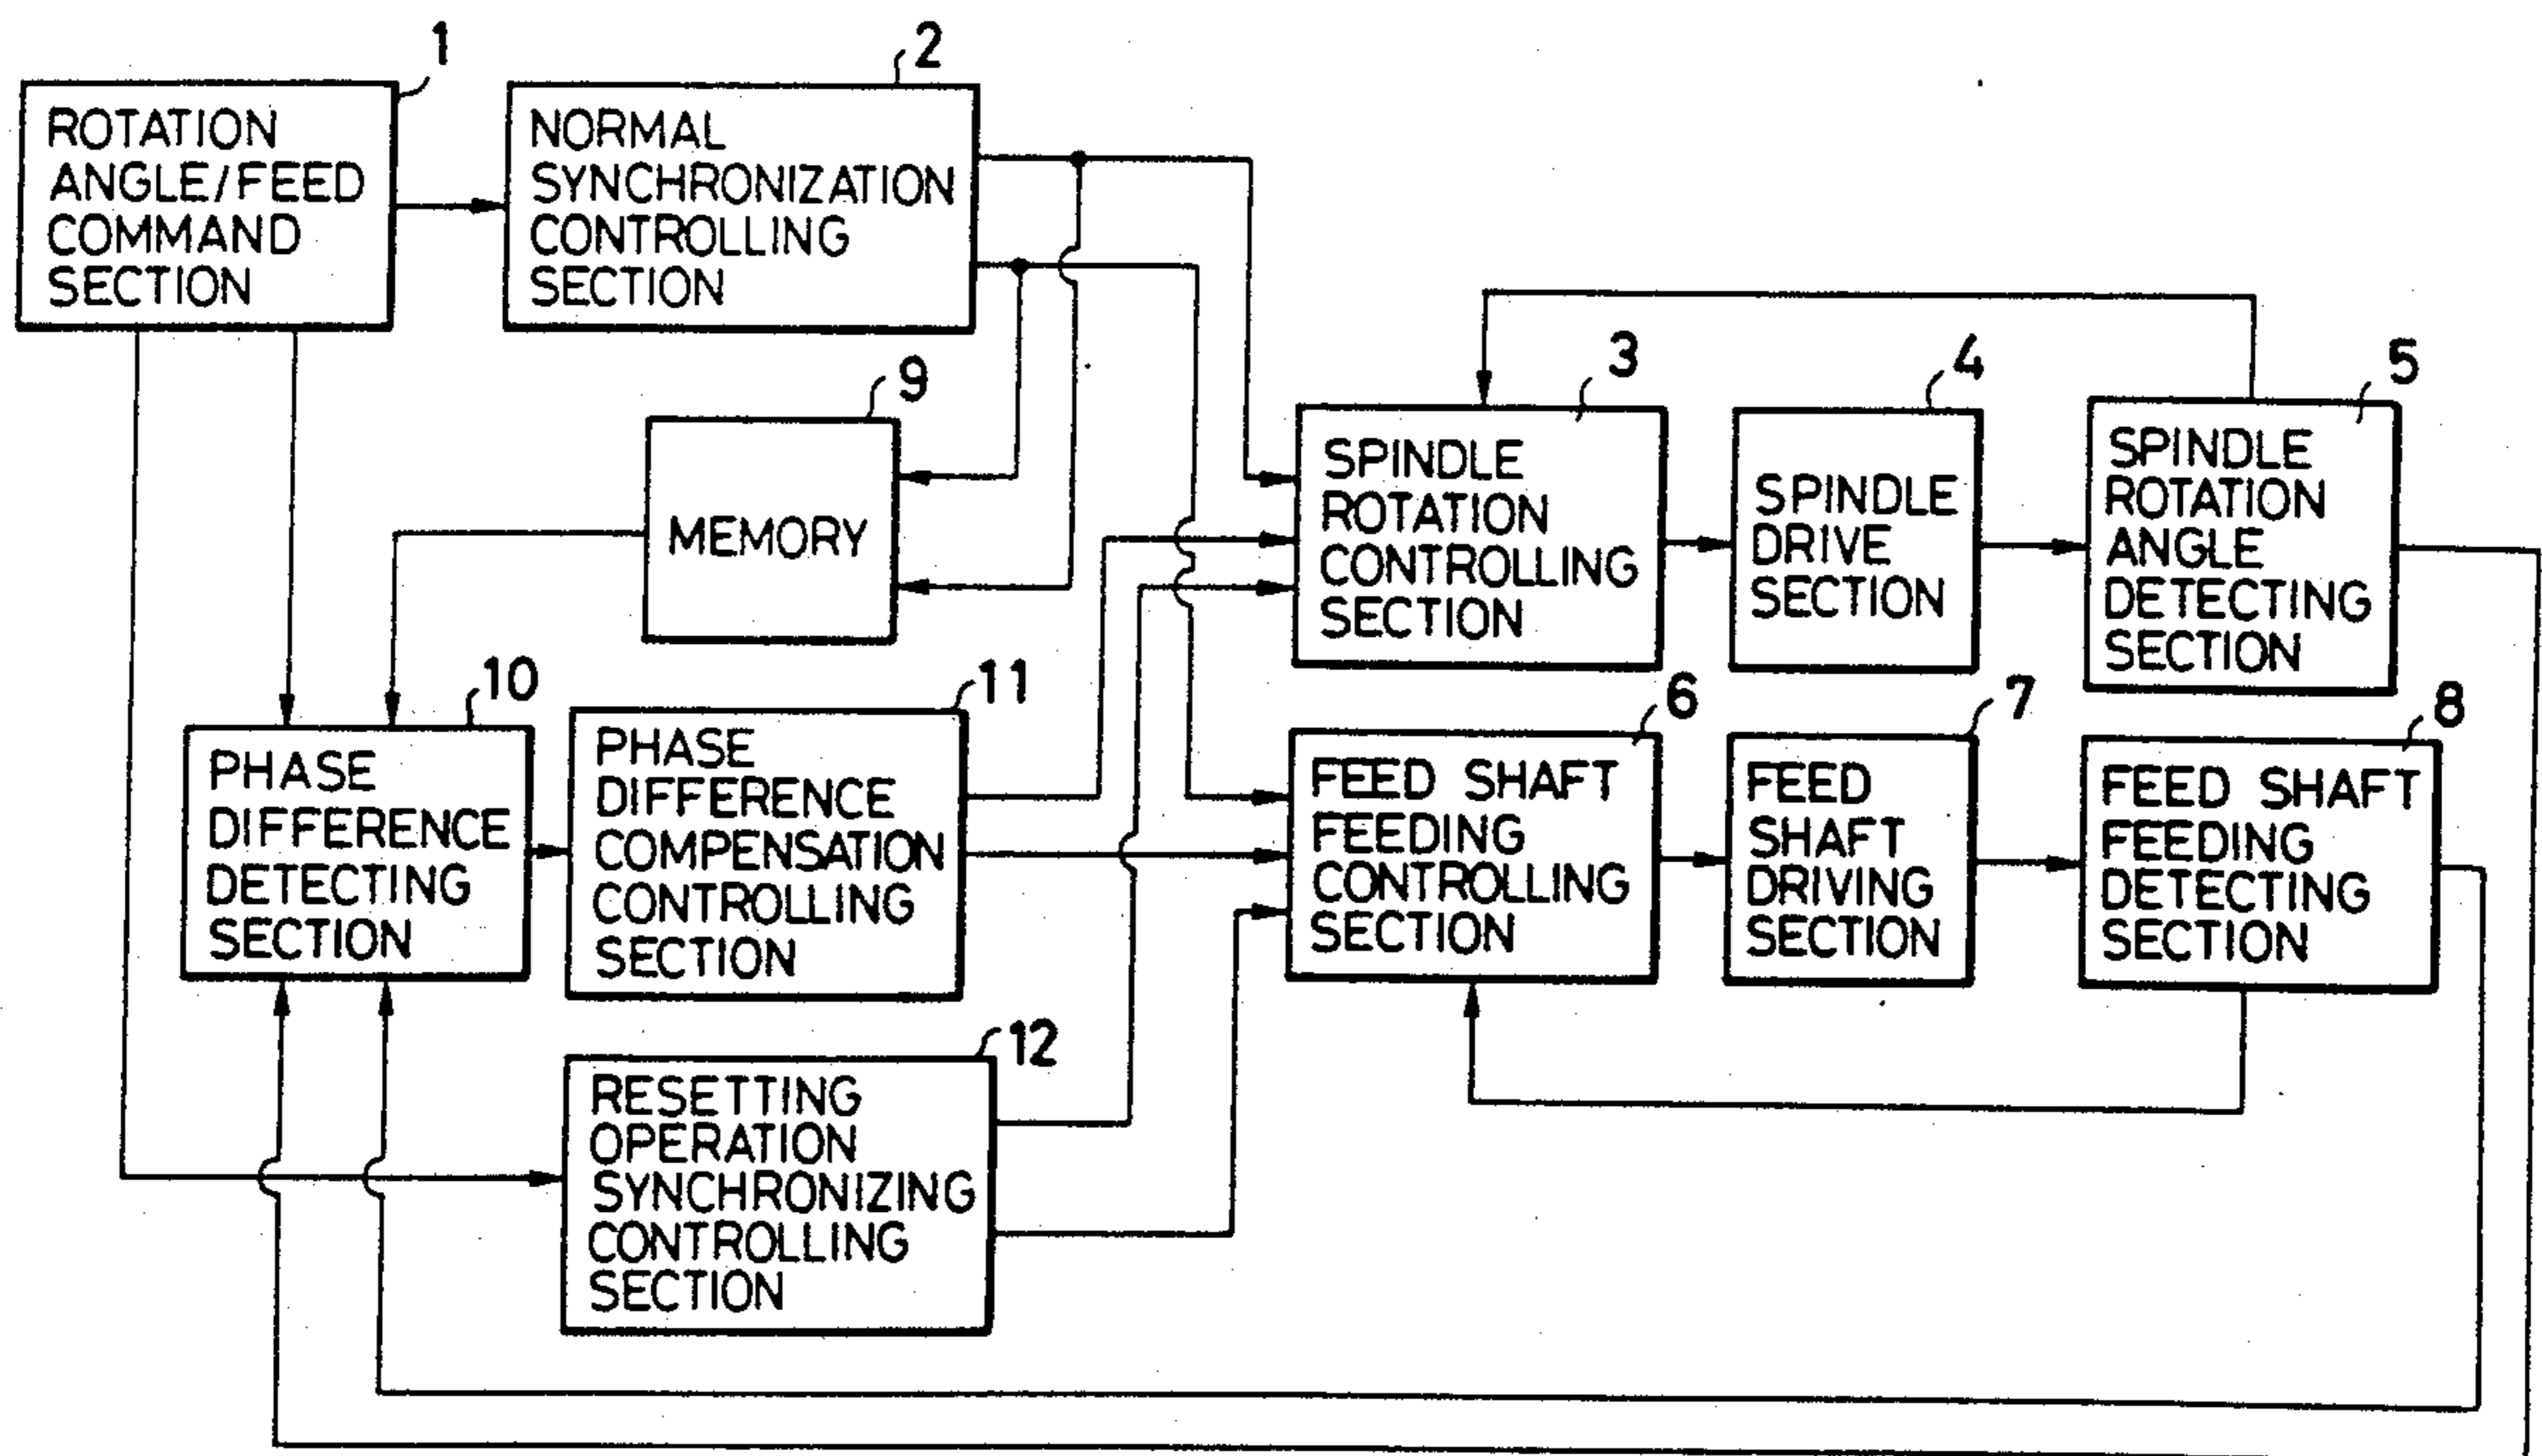 1
ROTATION
ANGLE/FEED
COMMAND
SECTION
2
NORMAL
SYNCHRONIZATION
CONTROLLING
SECTION
9
MEMORY
3
SPINDLE
ROTATION
CONTROLLING
SECTION
4
SPINDLE
DRIVE
SECTION
5
SPINDLE
ROTATION
ANGLE
DETECTING
SECTION
10
PHASE
DIFFERENCE
DETECTING
SECTION
11
PHASE
DIFFERENCE
COMPENSATION
CONTROLLING
SECTION
6
FEED SHAFT
FEEDING
CONTROLLING
SECTION
7
FEED
SHAFT
DRIVING
SECTION
8
FEED SHAFT
FEEDING
DETECTING
SECTION
12
RESETTING
OPERATION
SYNCHRONIZING
CONTROLLING
SECTION